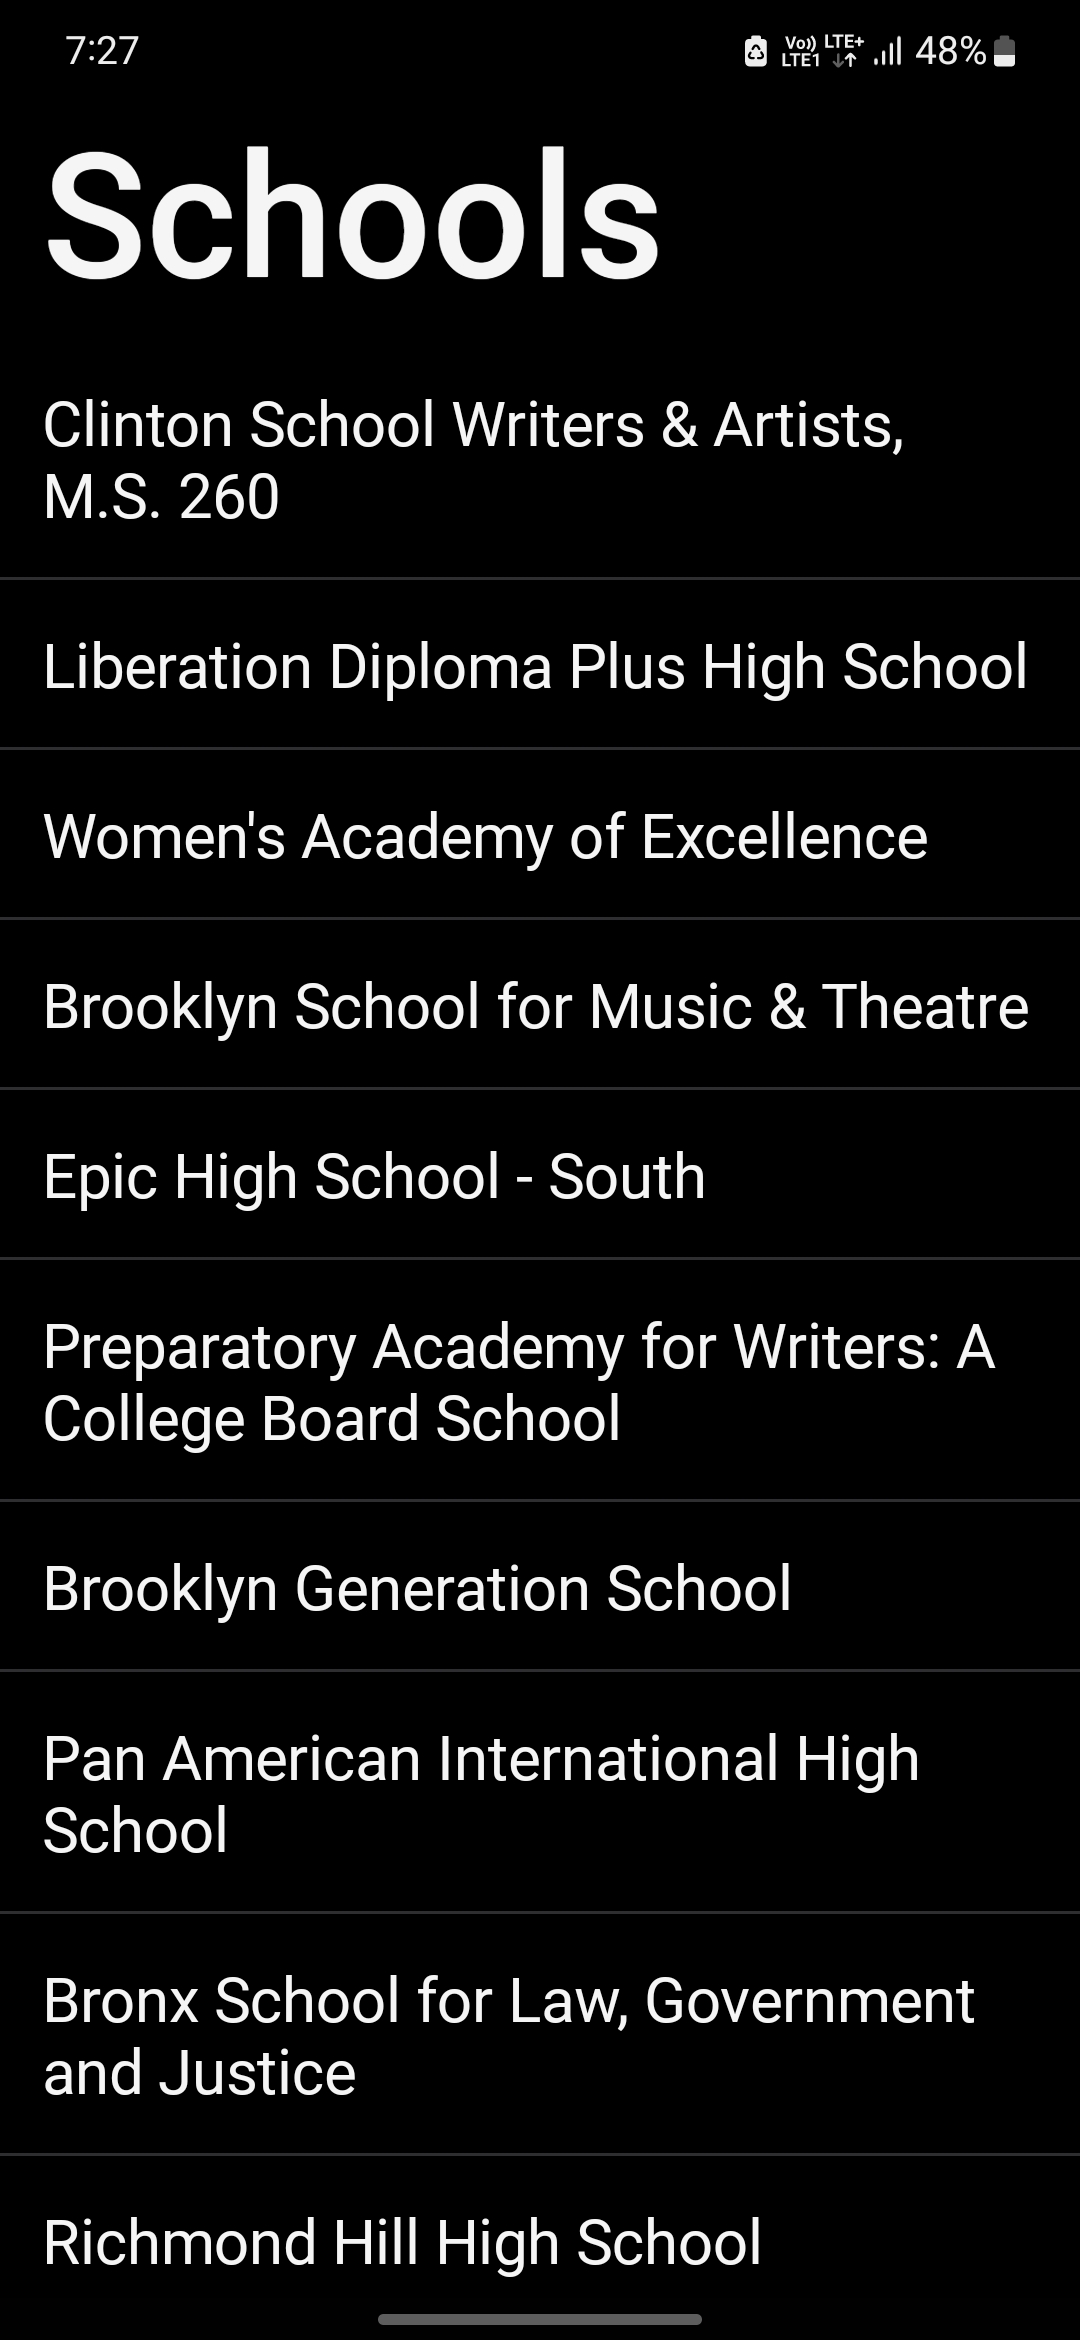 7:27
Vo)) LTE+
LTE1
48%
Schools
Clinton School Writers & Artists,
M.S. 260
Liberation Diploma Plus High School
Women's Academy of Excellence
Brooklyn School for Music & Theatre
Epic High School - South
Preparatory Academy for Writers: A
College Board School
Brooklyn Generation School
Pan American International High
School
Bronx School for Law, Government
and Justice
Richmond Hill High School